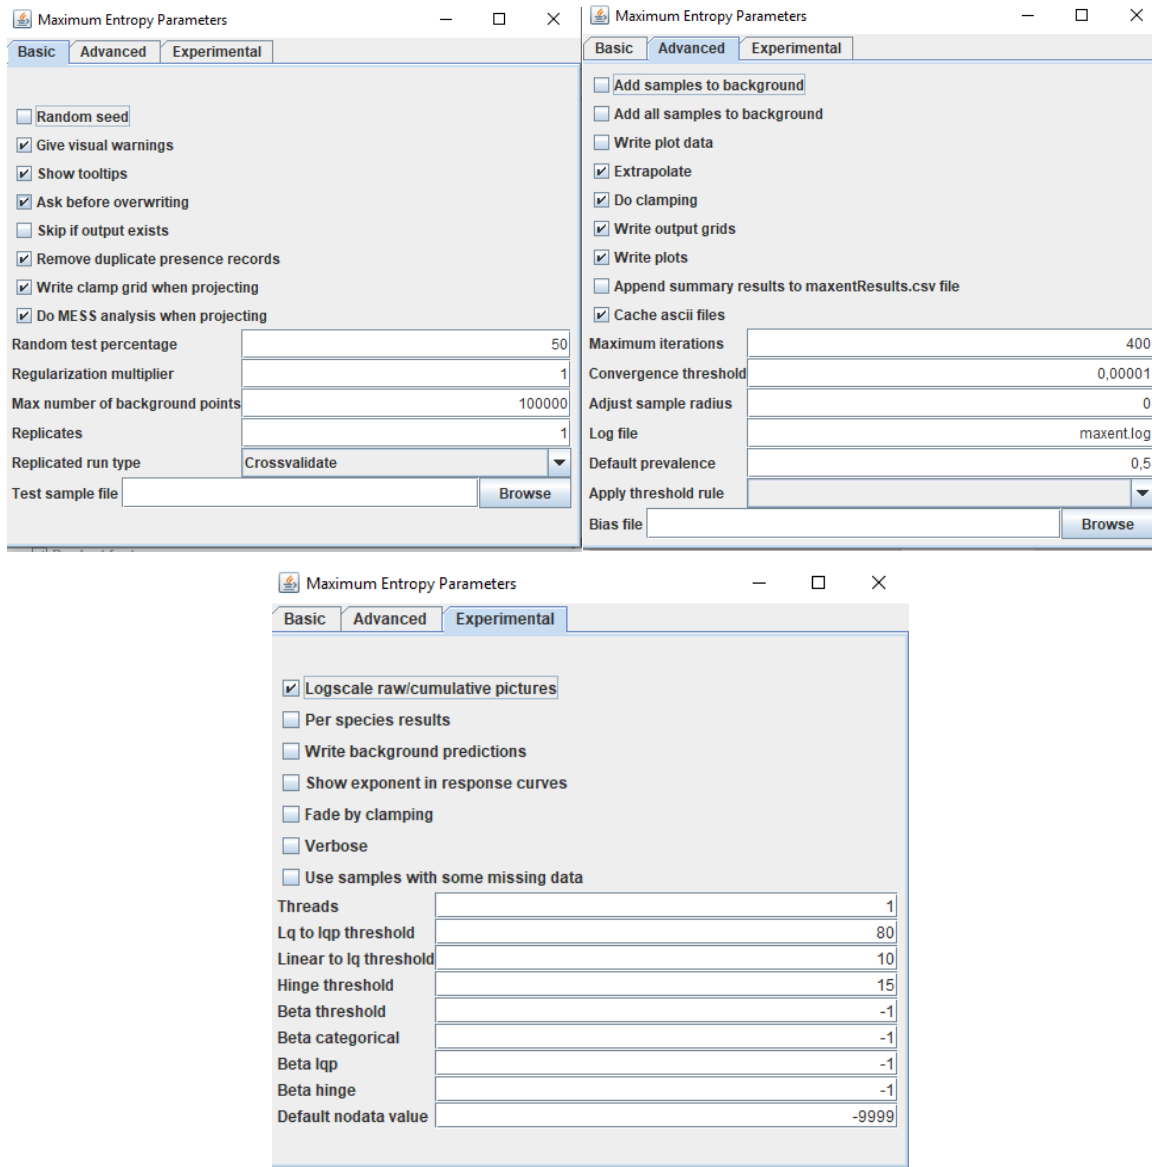 Maximum Entropy Parameters
Basic Advanced Experimental
Random seed
Give visual warnings
Show tooltips
Ask before overwriting
Skip if output exists
Remove duplicate presence records
Write clamp grid when projecting
Do MESS analysis when projecting
Random test percentage 50
Regularization multiplier 1
Max number of background points 100000
Replicates 1
Replicated run type Crossvalidate
Test sample file Browse
Maximum Entropy Parameters
Basic Advanced Experimental
Add samples to background
Add all samples to background
Write plot data
Extrapolate
Do clamping
Write output grids
Write plots
Append summary results to maxentResults.csv file
Cache ascii files
Maximum iterations 400
Convergence threshold 0,00001
Adjust sample radius 0
Log file maxent.log
Default prevalence 0,5
Apply threshold rule
Bias file Browse
Maximum Entropy Parameters
Basic Advanced Experimental
Logscale raw/cumulative pictures
Per species results
Write background predictions
Show exponent in response curves
Fade by clamping
Verbose
Use samples with some missing data
Threads 1
Lq to lqp threshold 80
Linear to lq threshold 10
Hinge threshold 15
Beta threshold -1
Beta categorical -1
Beta lqp -1
Beta hinge -1
Default nodata value -9999